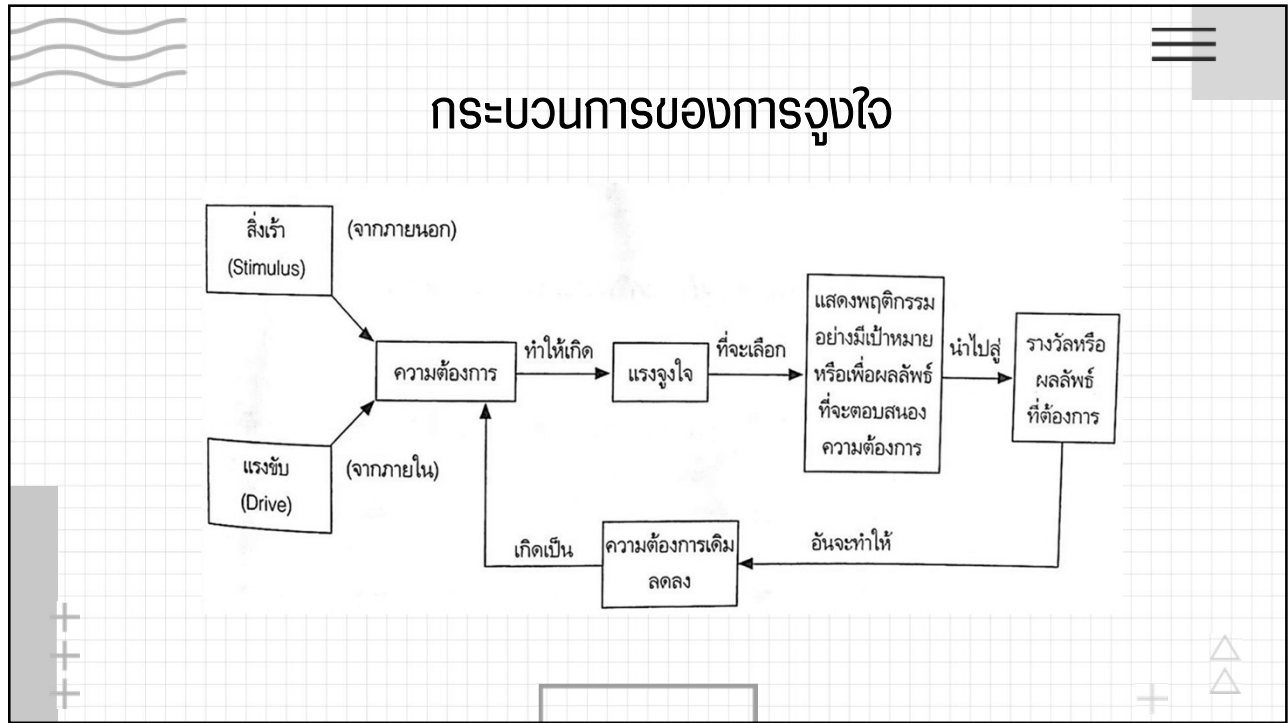 กระบวนการของการจูงใจ
สิ่งเร้า
(Stimulus)
(จากภายนอก)
ความต้องการ
ทำให้เกิด
แรงจูงใจ
ที่จะเลือก
แสดงพฤติกรรม
อย่างมีเป้าหมาย
หรือเพื่อผลลัพธ์
ที่จะตอบสนอง
ความต้องการ
นำไปสู่
รางวัลหรือ
ผลลัพธ์
ที่ต้องการ
แรงขับ
(Drive)
(จากภายใน)
เกิดเป็น
ความต้องการเดิม
ลดลง
อันจะทำให้